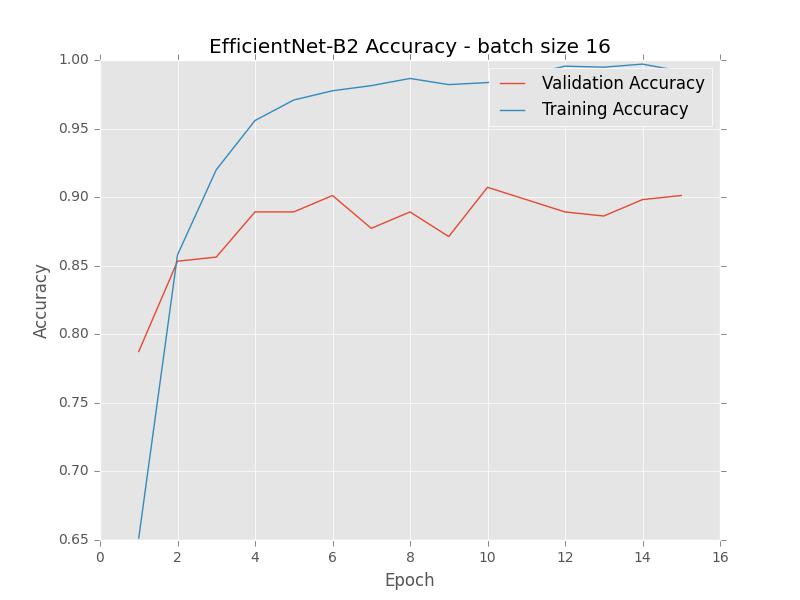 EfficientNet-B2 Accuracy - batch size 16
1.00
Validation Accuracy
Training Accuracy
0.95
0.90
0.85
0.80
0.75
0.70
0.65
Accuracy
0 2 4 6 8 10 12 14 16
Epoch